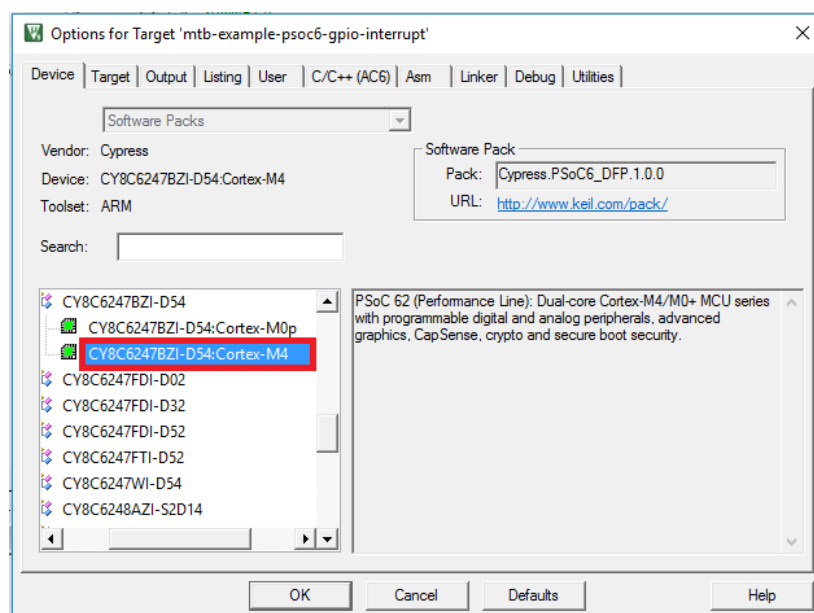 Options for Target 'mtb-example-psoc6-gpio-interrupt'
Device Target Output Listing User C/C++ (AC6) Asm Linker Debug Utilities
Software Packs
Vendor: Cypress
Device: CY8C6247BZI-D54:Cortex-M4
Toolset: ARM
Search:
Software Pack
Pack: Cypress.PSoC6_DFP.1.0.0
URL: http://www.keil.com/pack/
CY8C6247BZI-D54
CY8C6247BZI-D54:Cortex-M0p
CY8C6247BZI-D54:Cortex-M4
CY8C6247FDI-D02
CY8C6247FDI-D32
CY8C6247FDI-D52
CY8C6247FTI-D52
CY8C6247WI-D54
CY8C6248AZI-S2D14
PSoC 62 (Performance Line): Dual-core Cortex-M4/M0+ MCU series
with programmable digital and analog peripherals, advanced
graphics, CapSense, crypto and secure boot security.
OK Cancel Defaults Help